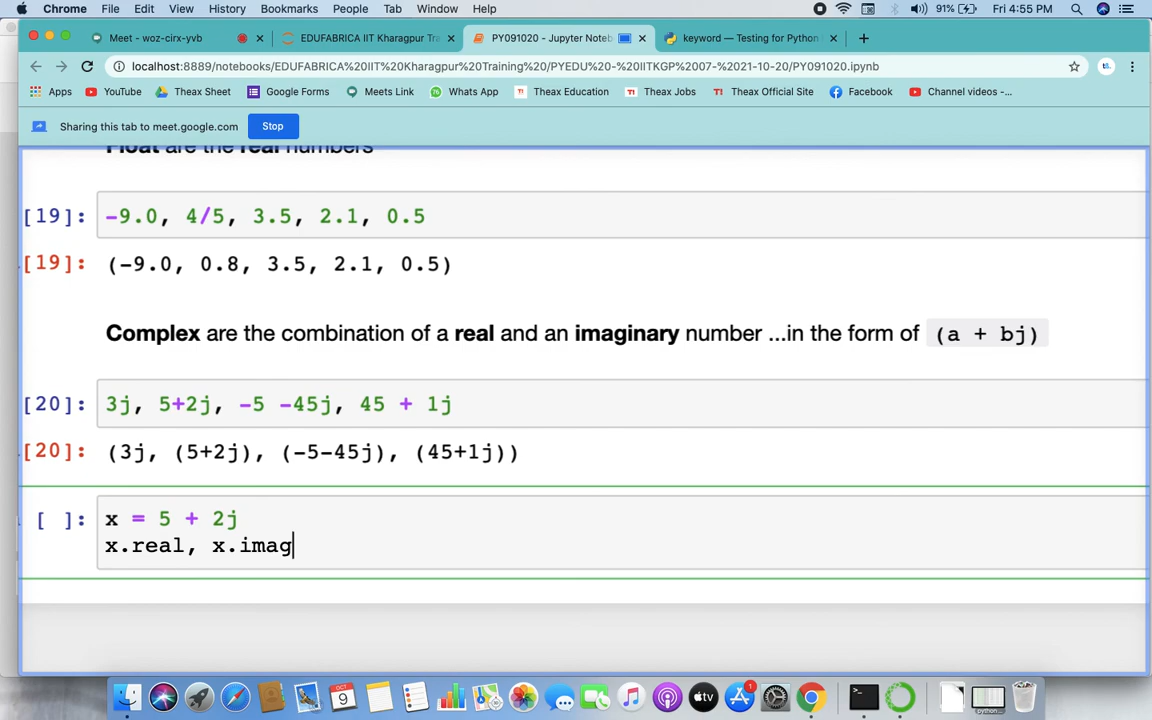 Chrome File Edit View History Bookmarks People Tab Window Help 91% Fri 4:55 PM
Meet - woz-cirx-yvb EDUFABRICA IIT Kharagpur Tra PY091020 - Jupyter Noteb keyword — Testing for Python
localhost:8889/notebooks/EDUFABRICA%20IIT%20Kharagpur%20Training%20/PYEDU%20-%20IITKGP%2007-%2021-10-20/PY091020.ipynb
Apps YouTube Theax Sheet Google Forms Meets Link Whats App Theax Education Theax Jobs Theax Official Site Facebook Channel videos -...
Sharing this tab to meet.google.com Stop
Float are the real numbers
[19]: -9.0, 4/5, 3.5, 2.1, 0.5
[19]: (-9.0, 0.8, 3.5, 2.1, 0.5)
Complex are the combination of a real and an imaginary number ...in the form of (a + bj)
[20]: 3j, 5+2j, -5 -45j, 45 + 1j
[20]: (3j, (5+2j), (-5-45j), (45+1j))
[ ]: x = 5 + 2j
x.real, x.imag